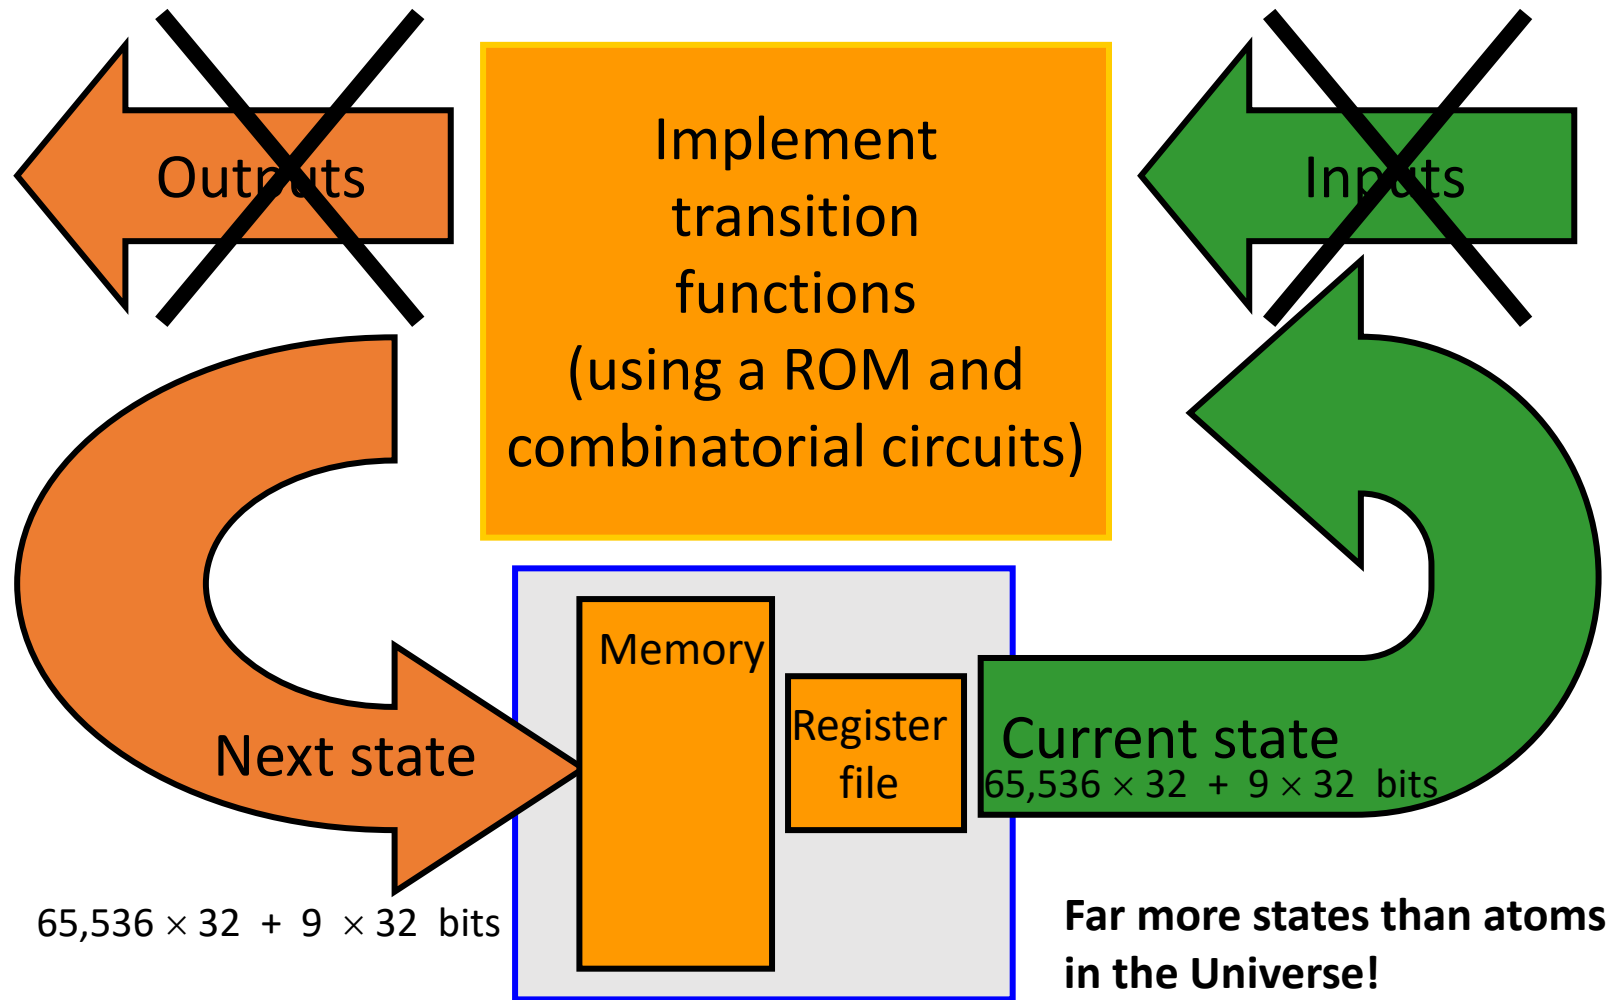 Outputs
Implement
transition
functions
(using a ROM and
combinatorial circuits)
Inputs
Memory
Register
file
Next state
Current state
65,536 × 32 + 9 × 32 bits
65,536 × 32 + 9 × 32 bits
Far more states than atoms
in the Universe!